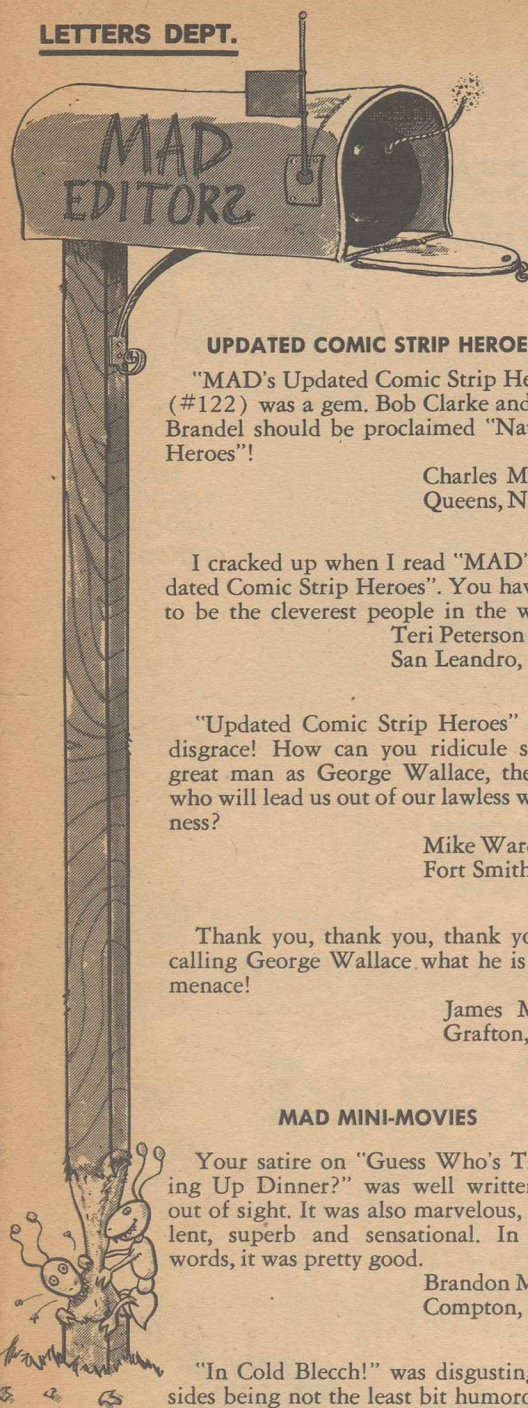 LETTERS DEPT.
MAD
EDITORS
UPDATED COMIC STRIP HEROE
"MAD's Updated Comic Strip He
(#122) was a gem. Bob Clarke and
Brandel should be proclaimed "Na
Heroes"!
Charles M
Queens, N
I cracked up when I read "MAD'
dated Comic Strip Heroes". You hav
to be the cleverest people in the w
Teri Peterson
San Leandro,
"Updated Comic Strip Heroes"
disgrace! How can you ridicule s
great man as George Wallace, the
who will lead us out of our lawless w
ness?
Mike War
Fort Smith
Thank you, thank you, thank yo
calling George Wallace what he is
menace!
James M
Grafton,
MAD MINI-MOVIES
Your satire on "Guess Who's T
ing Up Dinner?" was well written
out of sight. It was also marvelous,
lent, superb and sensational. In
words, it was pretty good.
Brandon M
Compton,
"In Cold Blecch!" was disgusting
sides being not the least bit humoro